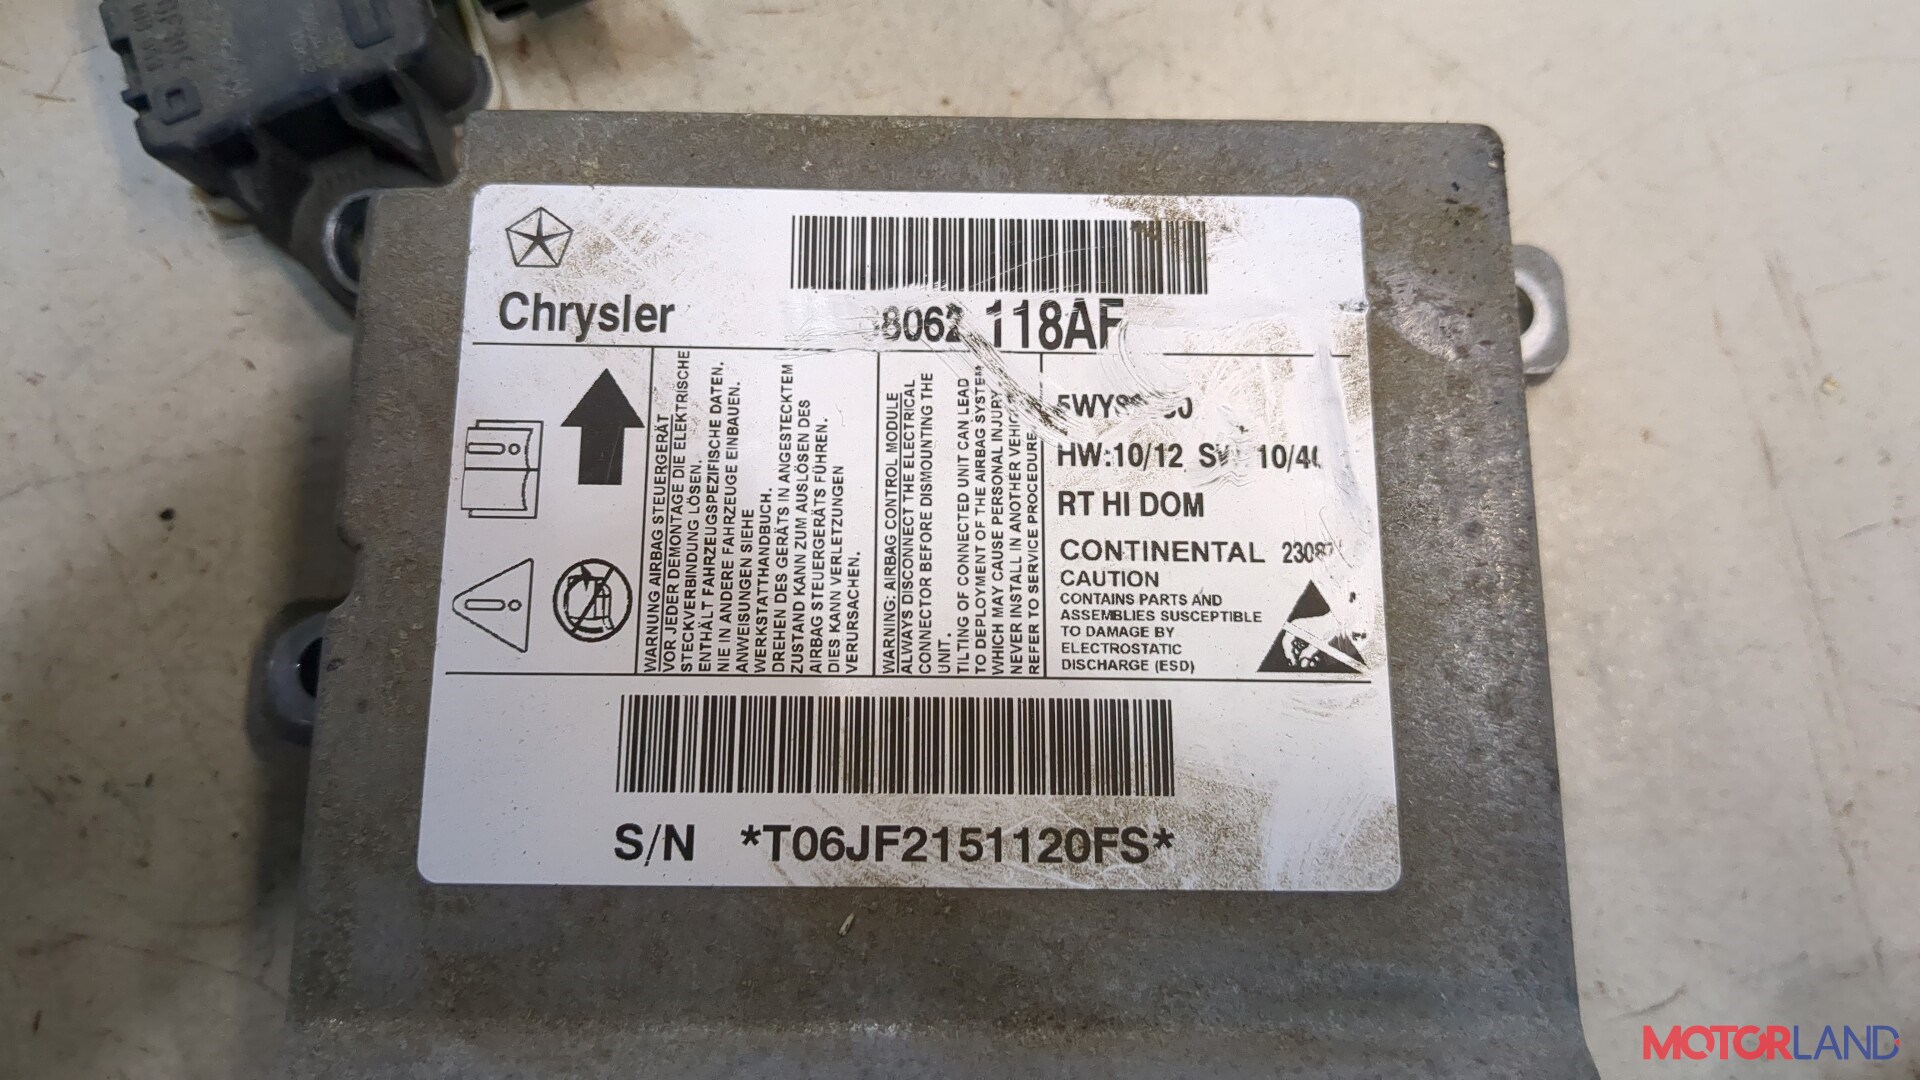 Chrysler
118AF
WARNUNG AIRBAG STEUERGERÄT
VOR JEDER DEMONTAGE DIE ELEKTRISCHE
STECKVERBINDUNG LÖSEN.
ENTHÄLT FAHRZEUGSPEZIFISCHE DATEN.
NIE IN ANDERE FAHRZEUGE EINBAUEN.
ANWEISUNGEN SIEHE
WERKSTATTHANDBUCH.
DREHEN DES GERÄTS IN ANGESTECKTEM
ZUSTAND KANN ZUM AUSLÖSEN DES
AIRBAG STEUERGERÄTS FÜHREN.
DIES KANN VERLETZUNGEN
VERURSACHEN.
WARNING: AIRBAG CONTROL MODULE
ALWAYS DISCONNECT THE ELECTRICAL
CONNECTOR BEFORE DISMOUNTING THE
UNIT.
TILTING OF CONNECTED UNIT CAN LEAD
TO DEPLOYMENT OF THE AIRBAG SYSTEM
WHICH MAY CAUSE PERSONAL INJURY.
NEVER INSTALL IN ANOTHER VEHICLE
REFER TO SERVICE PROCEDURE.
HW:10/12
RT HI DOM
CONTINENTAL
CAUTION
CONTAINS PARTS AND
ASSEMBLIES SUSCEPTIBLE
TO DAMAGE BY
ELECTROSTATIC
DISCHARGE (ESD)
S/N *T06JF2151120FS*
MOTORLAND